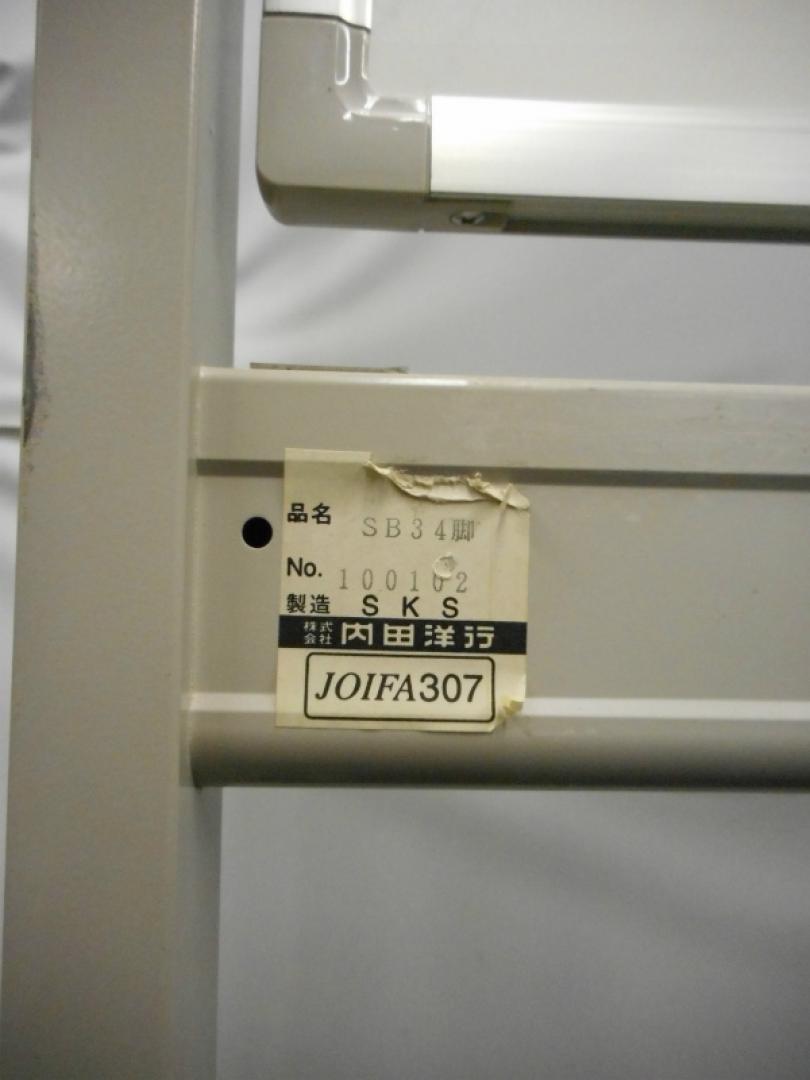 品名 SB34脚
No. 100102
製造 SKS
株式会社 内田洋行
JOIFA307